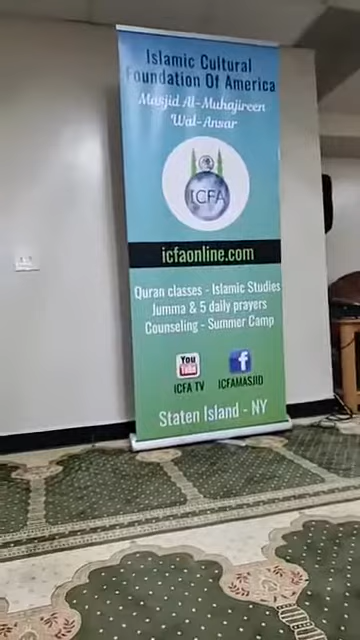 Islamic Cultural
Foundation Of America
Masjid Al-Muhajireen
wal-Ansar
ICFA
icfaonline.com
Quran classes - Islamic Studies
Jumma & 5 daily prayers
Counseling - Summer Camp
You
Tube
f
ICFA TV
ICFAMASJID
Staten Island - NY